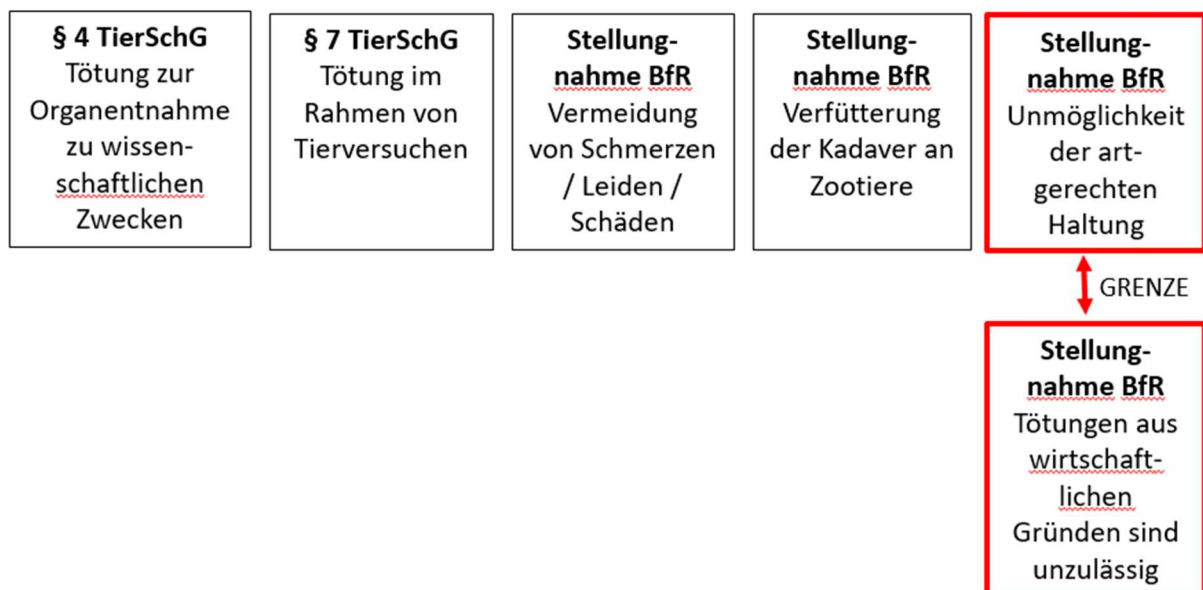 § 4 TierSchG
Tötung zur
Organentnahme
zu wissen-
schaftlichen
Zwecken
§ 7 TierSchG
Tötung im
Rahmen von
Tierversuchen
Stellung-
nahme BfR
Vermeidung
von Schmerzen
/ Leiden /
Schäden
Stellung-
nahme BfR
Verfütterung
der Kadaver an
Zootiere
Stellung-
nahme BfR
Unmöglichkeit
der art-
gerechten
Haltung
GRENZE
Stellung-
nahme BfR
Tötungen aus
wirtschaft-
lichen
Gründen sind
unzulässig